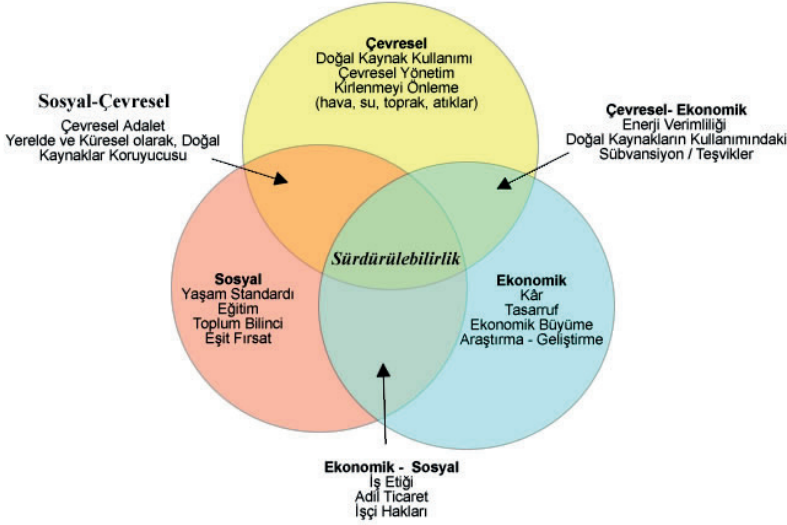 Çevresel
Doğal Kaynak Kullanımı
Çevresel Yönetim
Kirlenmeyi Önleme
(hava, su, toprak, atıklar)
Sosyal-Çevresel
Çevresel Adalet
Yerelde ve Küresel olarak, Doğal
Kaynaklar Koruyucusu
Çevresel- Ekonomik
Enerji Verimliliği
Doğal Kaynakların Kullanımındaki
Sübvansiyon / Teşvikler
Sürdürülebilirlik
Sosyal
Yaşam Standardı
Eğitim
Toplum Bilinci
Eşit Fırsat
Ekonomik
Kâr
Tasarruf
Ekonomik Büyüme
Araştırma - Geliştirme
Ekonomik - Sosyal
İş Etiği
Adil Ticaret
İşçi Hakları